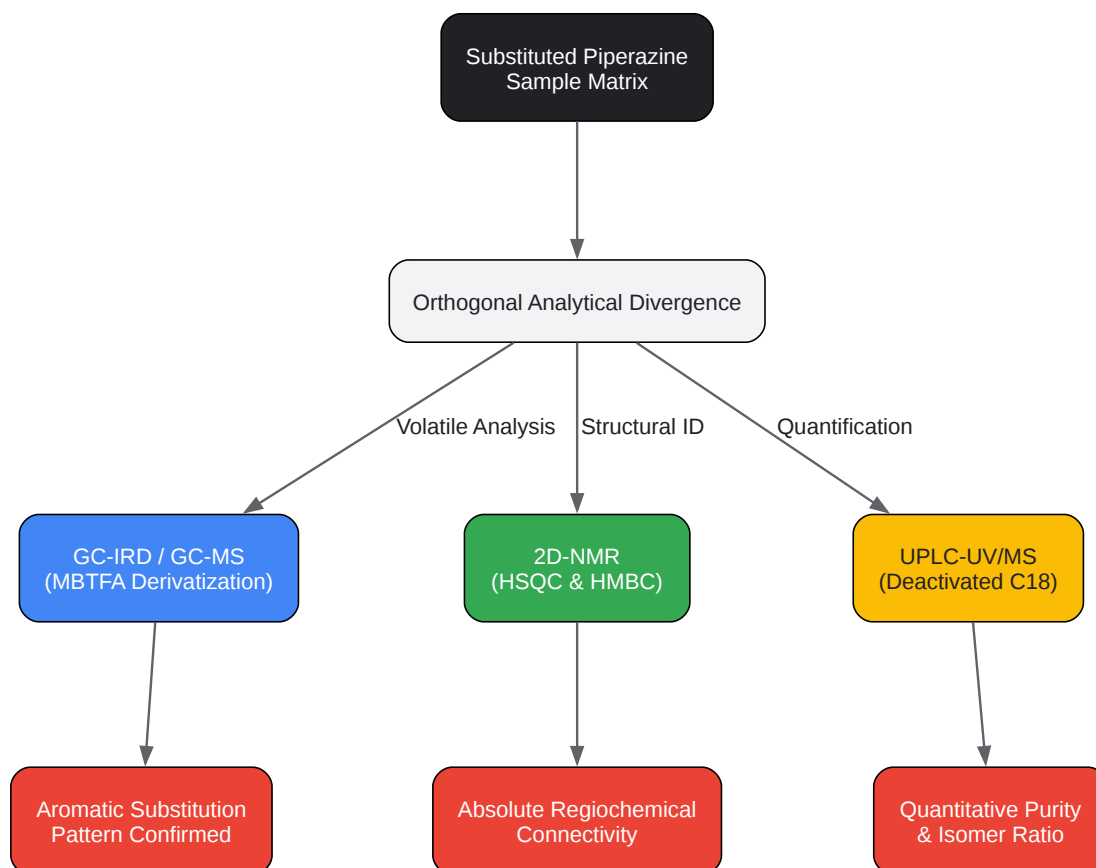 Substituted Piperazine
Sample Matrix
Orthogonal Analytical Divergence
Volatile Analysis
Structural ID
Quantification
GC-IRD / GC-MS
(MBTFA Derivatization)
2D-NMR
(HSQC & HMBC)
UPLC-UV/MS
(Deactivated C18)
Aromatic Substitution
Pattern Confirmed
Absolute Regiochemical
Connectivity
Quantitative Purity
& Isomer Ratio